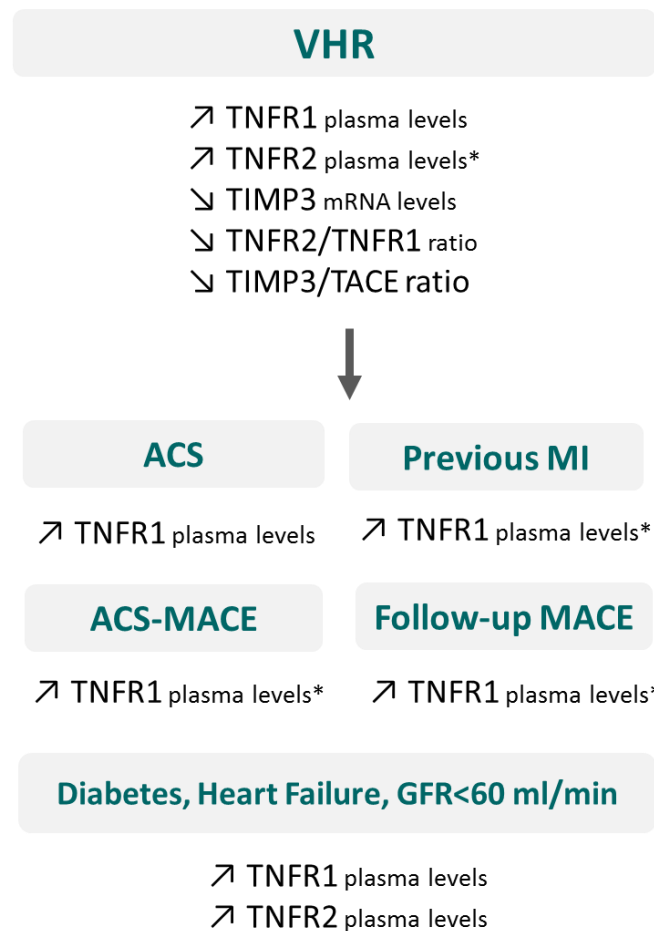 VHR
↗ TNFR1 plasma levels
↗ TNFR2 plasma levels*
↘ TIMP3 mRNA levels
↘ TNFR2/TNFR1 ratio
↘ TIMP3/TACE ratio
ACS
Previous MI
↗ TNFR1 plasma levels
↗ TNFR1 plasma levels*
ACS-MACE
Follow-up MACE
↗ TNFR1 plasma levels*
↗ TNFR1 plasma levels*
Diabetes, Heart Failure, GFR<60 ml/min
↗ TNFR1 plasma levels
↗ TNFR2 plasma levels